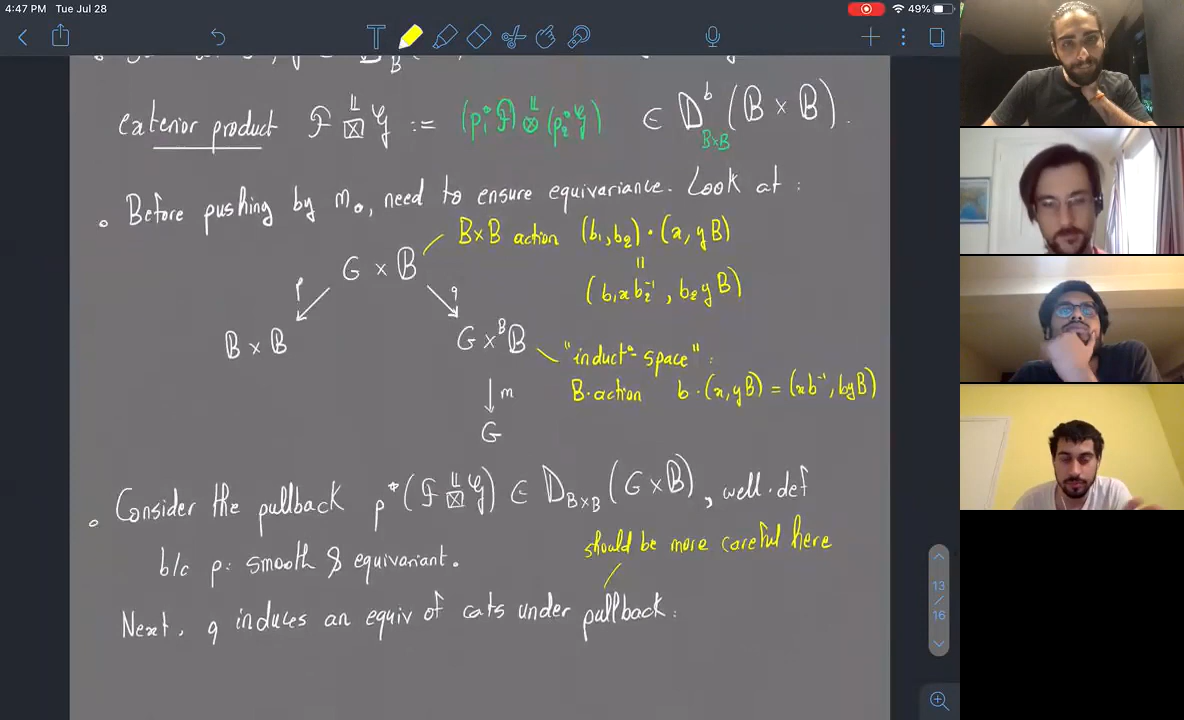 4:47 PM Tue Jul 28
49%
exterior product ℱ ⊠ᴸ 𝒢 := (p₁*ℱ) ⊗ᴸ (p₂*𝒢) ∈ D^b_{B×B} (𝔹 × 𝔹).
• Before pushing by m., need to ensure equivariance. Look at :
G × 𝔹
B×B action (b₁,b₂)·(x, yB)
=
(b₁xb₂⁻¹, b₂yB)
p
q
𝔹 × 𝔹
G ×^B 𝔹
"induct°- space":
B-action b·(x,yB) = (xb⁻¹, byB)
m
G
• Consider the pullback p*(ℱ ⊠ᴸ 𝒢) ∈ D_{B×B} (G × 𝔹), well-def
b/c p: smooth & equivariant.
should be more careful here
Next, q induces an equiv of cats under pullback:
13
/
16